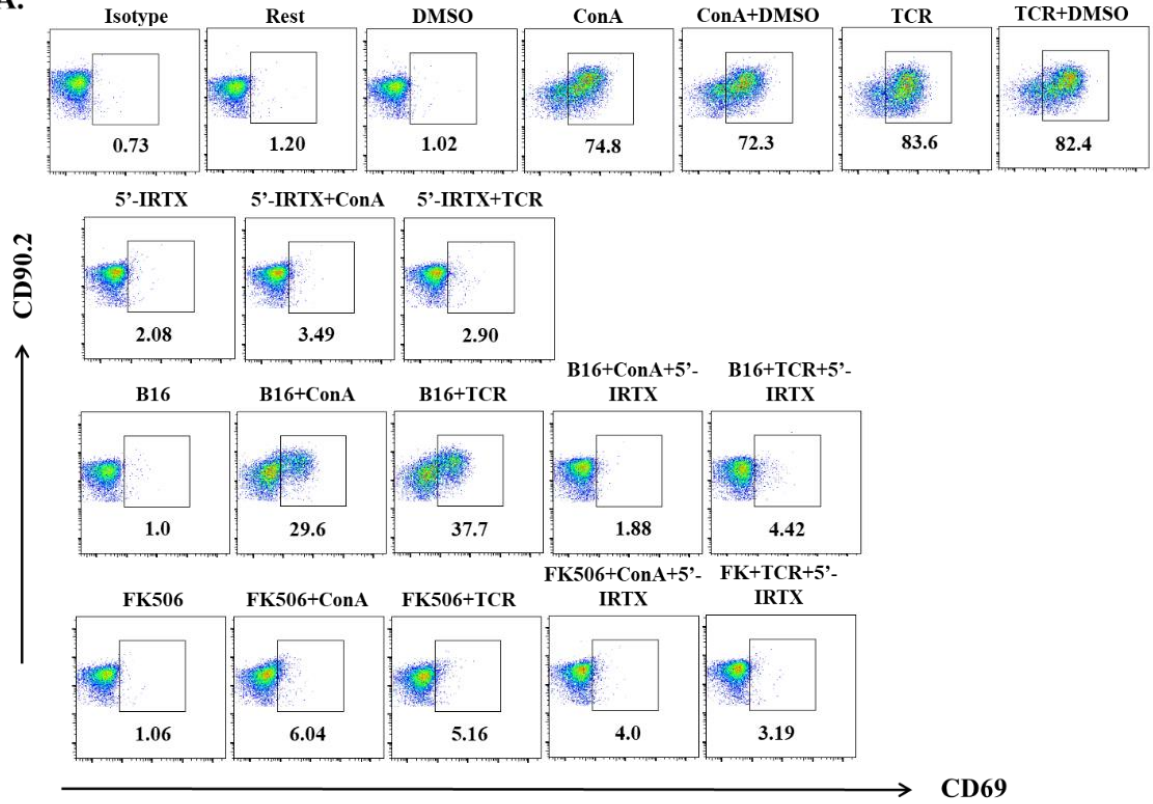 A.
Isotype Rest DMSO ConA ConA+DMSO TCR TCR+DMSO
0.73 1.20 1.02 74.8 72.3 83.6 82.4
5’-IRTX 5’-IRTX+ConA 5’-IRTX+TCR
2.08 3.49 2.90
B16 B16+ConA B16+TCR B16+ConA+5’-
IRTX B16+TCR+5’-
IRTX
1.0 29.6 37.7 1.88 4.42
FK506 FK506+ConA FK506+TCR FK506+ConA+5’-
IRTX FK+TCR+5’-
IRTX
1.06 6.04 5.16 4.0 3.19
CD90.2
CD69